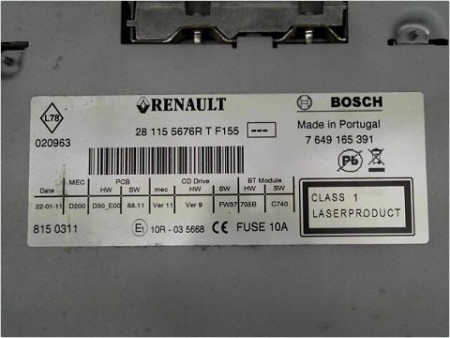 L78
RENAULT
BOSCH
020963
28 115 5676R T F155 ---
Made in Portugal
7 649 165 391
Pb
MEC PCB CD Drive BT Module
Date HW SW mec HW SW HW SW
22-01-11 D200 D30_E00 88.11 Ver 11 Ver 9 FW97 705B C740
CLASS 1
LASERPRODUCT
815 0311
E1 10R - 03 5668 CE FUSE 10A